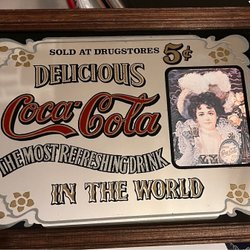 SOLD AT DRUGSTORES 5¢
DELICIOUS
Coca-Cola
THE MOST REFRESHING DRINK
IN THE WORLD